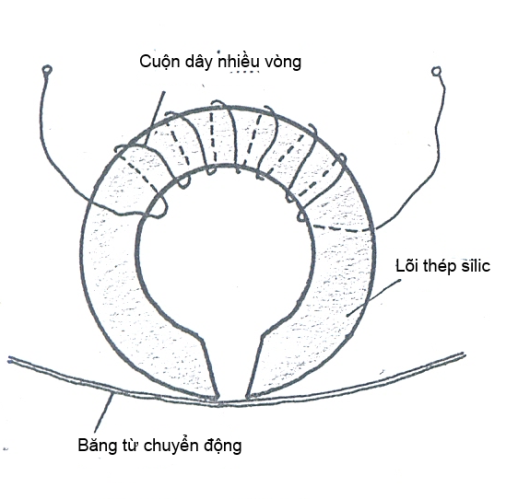 Cuộn dây nhiều vòng
Lõi thép silic
Băng từ chuyển động